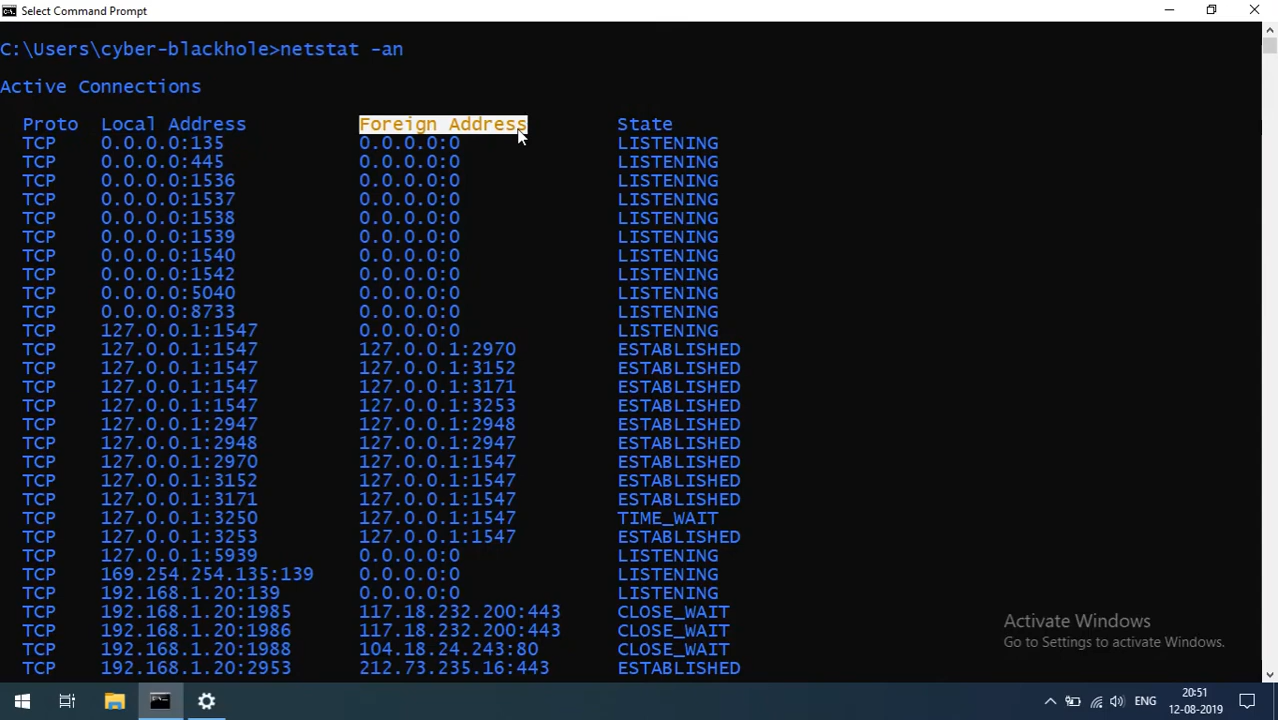 Select Command Prompt
C:\Users\cyber-blackhole>netstat -an
Active Connections
Proto  Local Address          Foreign Address        State
TCP    0.0.0.0:135            0.0.0.0:0              LISTENING
TCP    0.0.0.0:445            0.0.0.0:0              LISTENING
TCP    0.0.0.0:1536           0.0.0.0:0              LISTENING
TCP    0.0.0.0:1537           0.0.0.0:0              LISTENING
TCP    0.0.0.0:1538           0.0.0.0:0              LISTENING
TCP    0.0.0.0:1539           0.0.0.0:0              LISTENING
TCP    0.0.0.0:1540           0.0.0.0:0              LISTENING
TCP    0.0.0.0:1542           0.0.0.0:0              LISTENING
TCP    0.0.0.0:5040           0.0.0.0:0              LISTENING
TCP    0.0.0.0:8733           0.0.0.0:0              LISTENING
TCP    127.0.0.1:1547         0.0.0.0:0              LISTENING
TCP    127.0.0.1:1547         127.0.0.1:2970         ESTABLISHED
TCP    127.0.0.1:1547         127.0.0.1:3152         ESTABLISHED
TCP    127.0.0.1:1547         127.0.0.1:3171         ESTABLISHED
TCP    127.0.0.1:1547         127.0.0.1:3253         ESTABLISHED
TCP    127.0.0.1:2947         127.0.0.1:2948         ESTABLISHED
TCP    127.0.0.1:2948         127.0.0.1:2947         ESTABLISHED
TCP    127.0.0.1:2970         127.0.0.1:1547         ESTABLISHED
TCP    127.0.0.1:3152         127.0.0.1:1547         ESTABLISHED
TCP    127.0.0.1:3171         127.0.0.1:1547         ESTABLISHED
TCP    127.0.0.1:3250         127.0.0.1:1547         TIME_WAIT
TCP    127.0.0.1:3253         127.0.0.1:1547         ESTABLISHED
TCP    127.0.0.1:5939         0.0.0.0:0              LISTENING
TCP    169.254.254.135:139    0.0.0.0:0              LISTENING
TCP    192.168.1.20:139       0.0.0.0:0              LISTENING
TCP    192.168.1.20:1985      117.18.232.200:443     CLOSE_WAIT
TCP    192.168.1.20:1986      117.18.232.200:443     CLOSE_WAIT
TCP    192.168.1.20:1988      104.18.24.243:80       CLOSE_WAIT
TCP    192.168.1.20:2953      212.73.235.16:443      ESTABLISHED
Activate Windows
Go to Settings to activate Windows.
ENG
20:51
12-08-2019